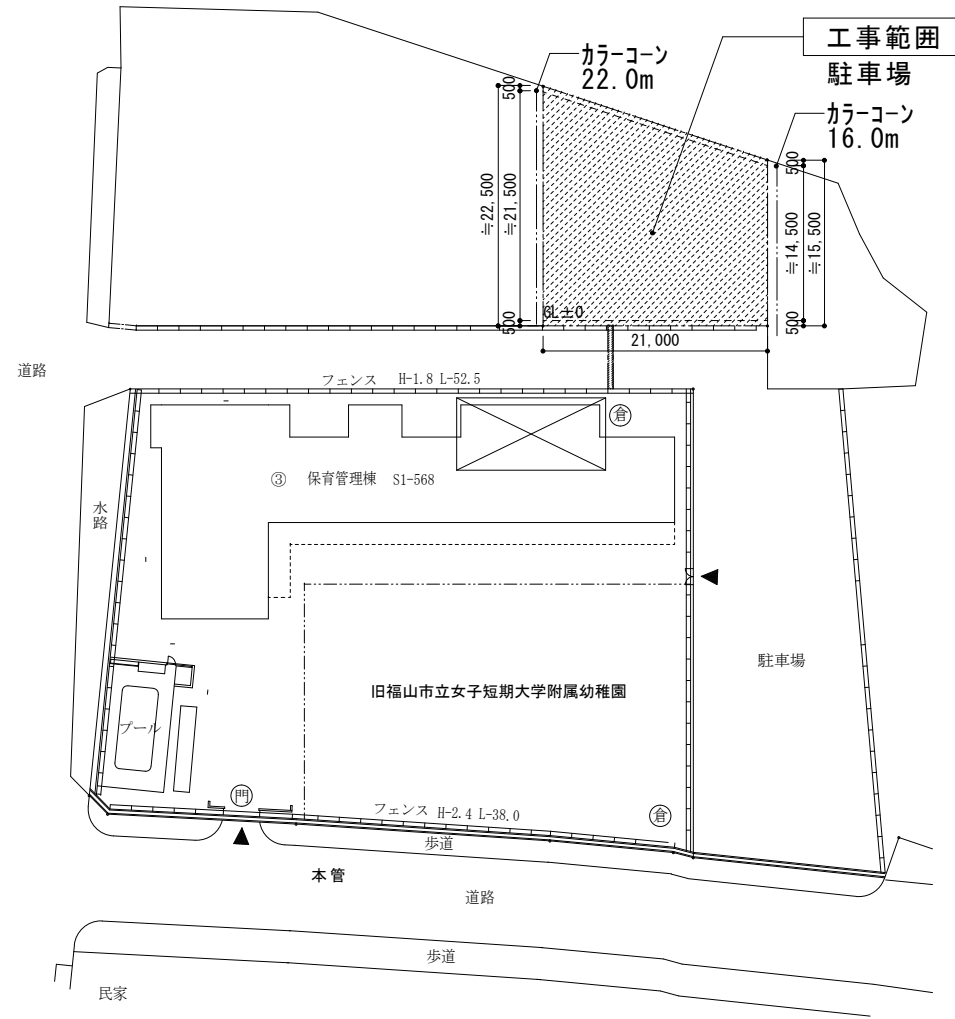 工事範囲
駐車場
カラーコーン
22.0m
カラーコーン
16.0m
500
500
≒22,500
≒21,500
≒14,500
≒15,500
500
GL±0
500
21,000
道路
フェンス H-1.8 L-52.5
倉
③ 保育管理棟 S1-568
水路
駐車場
旧福山市立女子短期大学附属幼稚園
プール
門
フェンス H-2.4 L-38.0
倉
歩道
本管
道路
歩道
民家